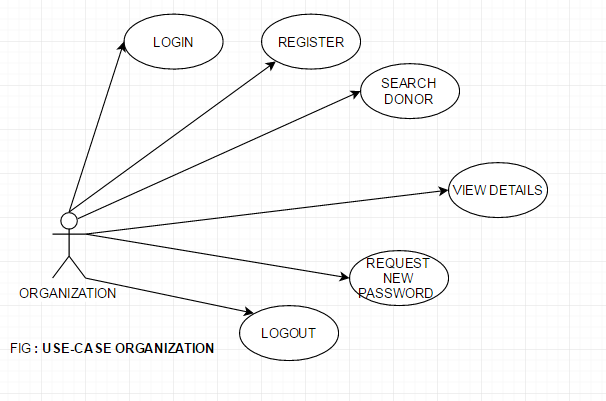 LOGIN
REGISTER
SEARCH
DONOR
VIEW DETAILS
REQUEST
NEW
PASSWORD
ORGANIZATION
LOGOUT
FIG : USE-CASE ORGANIZATION